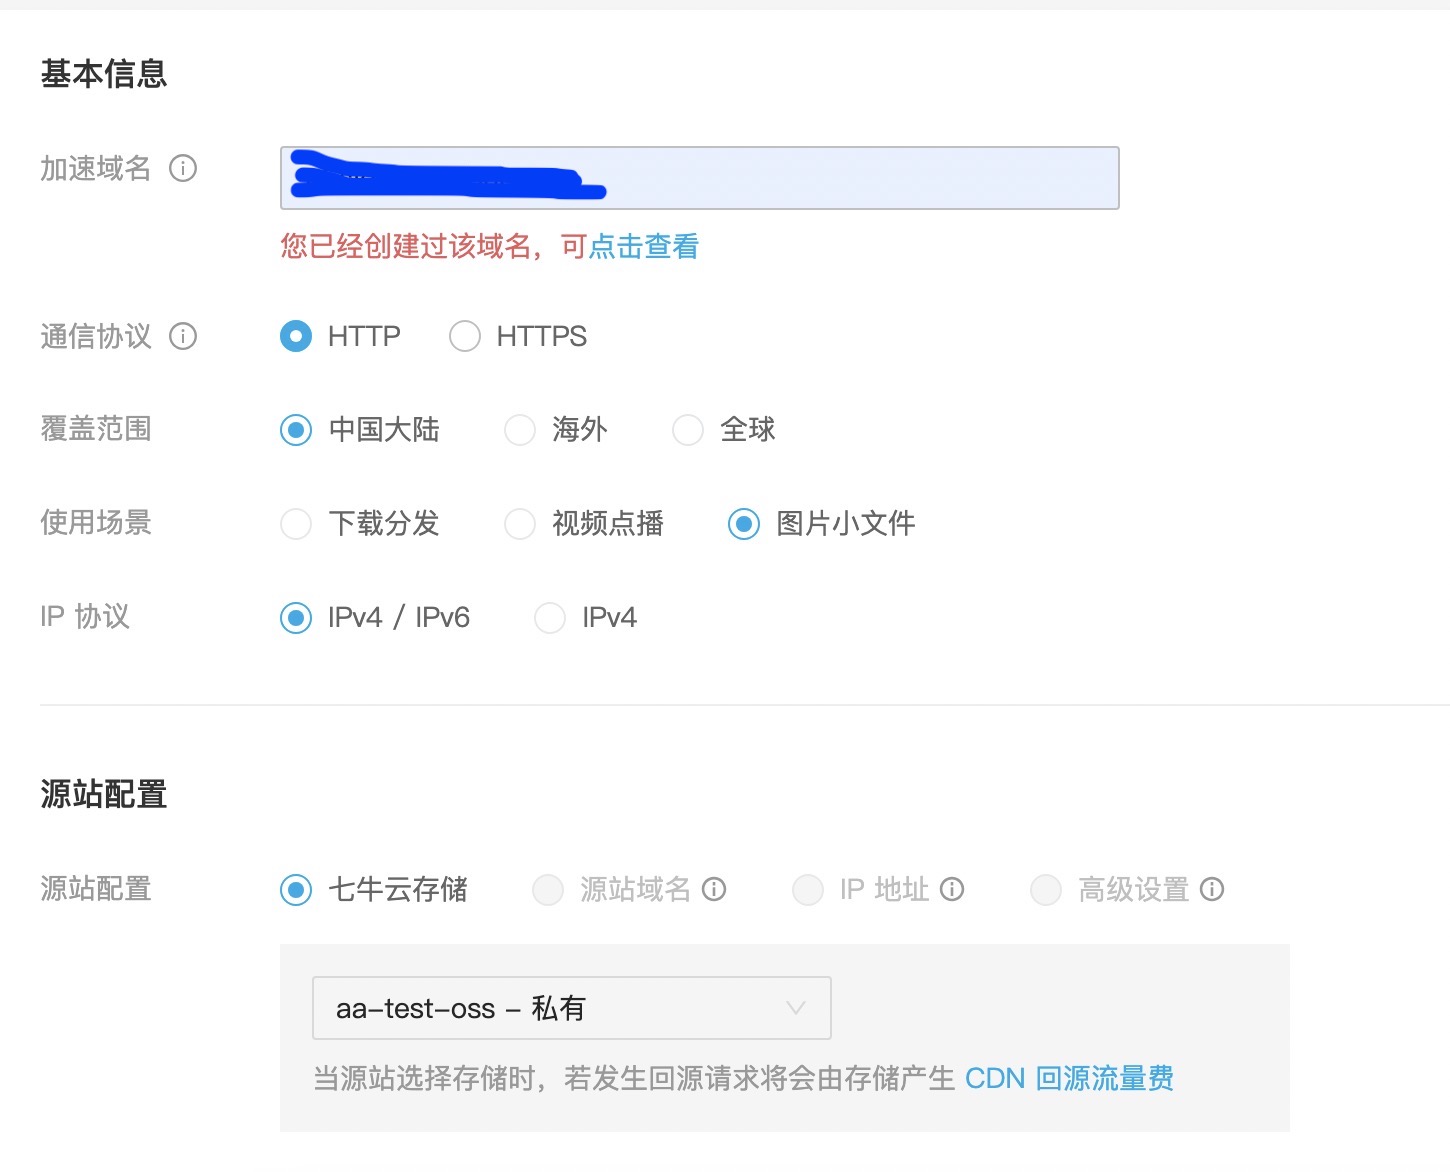 基本信息
加速域名
您已经创建过该域名，可点击查看
通信协议 HTTP HTTPS
覆盖范围 中国大陆 海外 全球
使用场景 下载分发 视频点播 图片小文件
IP 协议 IPv4 / IPv6 IPv4
源站配置
源站配置 七牛云存储 源站域名 IP 地址 高级设置
aa-test-oss - 私有
当源站选择存储时，若发生回源请求将会由存储产生 CDN 回源流量费